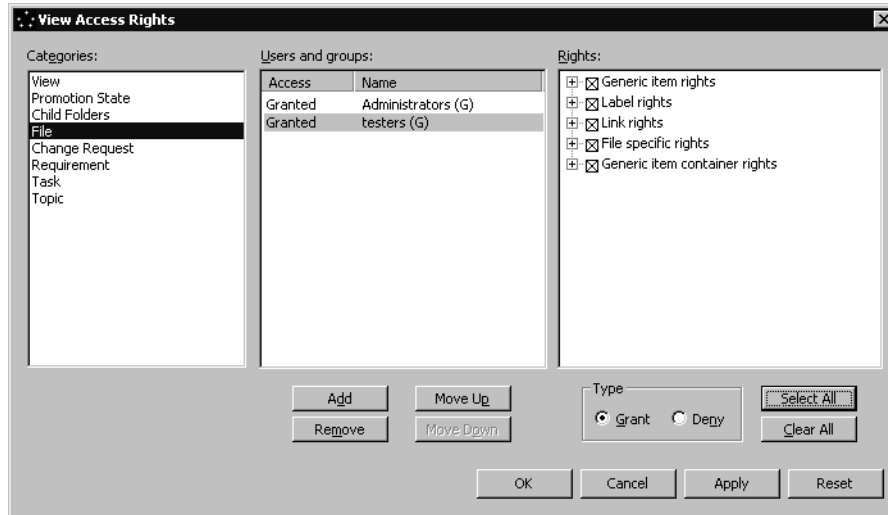 View Access Rights
Categories:
View
Promotion State
Child Folders
File
Change Request
Requirement
Task
Topic
Users and groups:
Access Name
Granted Administrators (G)
Granted testers (G)
Rights:
Generic item rights
Label rights
Link rights
File specific rights
Generic item container rights
Add
Move Up
Remove
Move Down
Type
Grant
Deny
Select All
Clear All
OK
Cancel
Apply
Reset